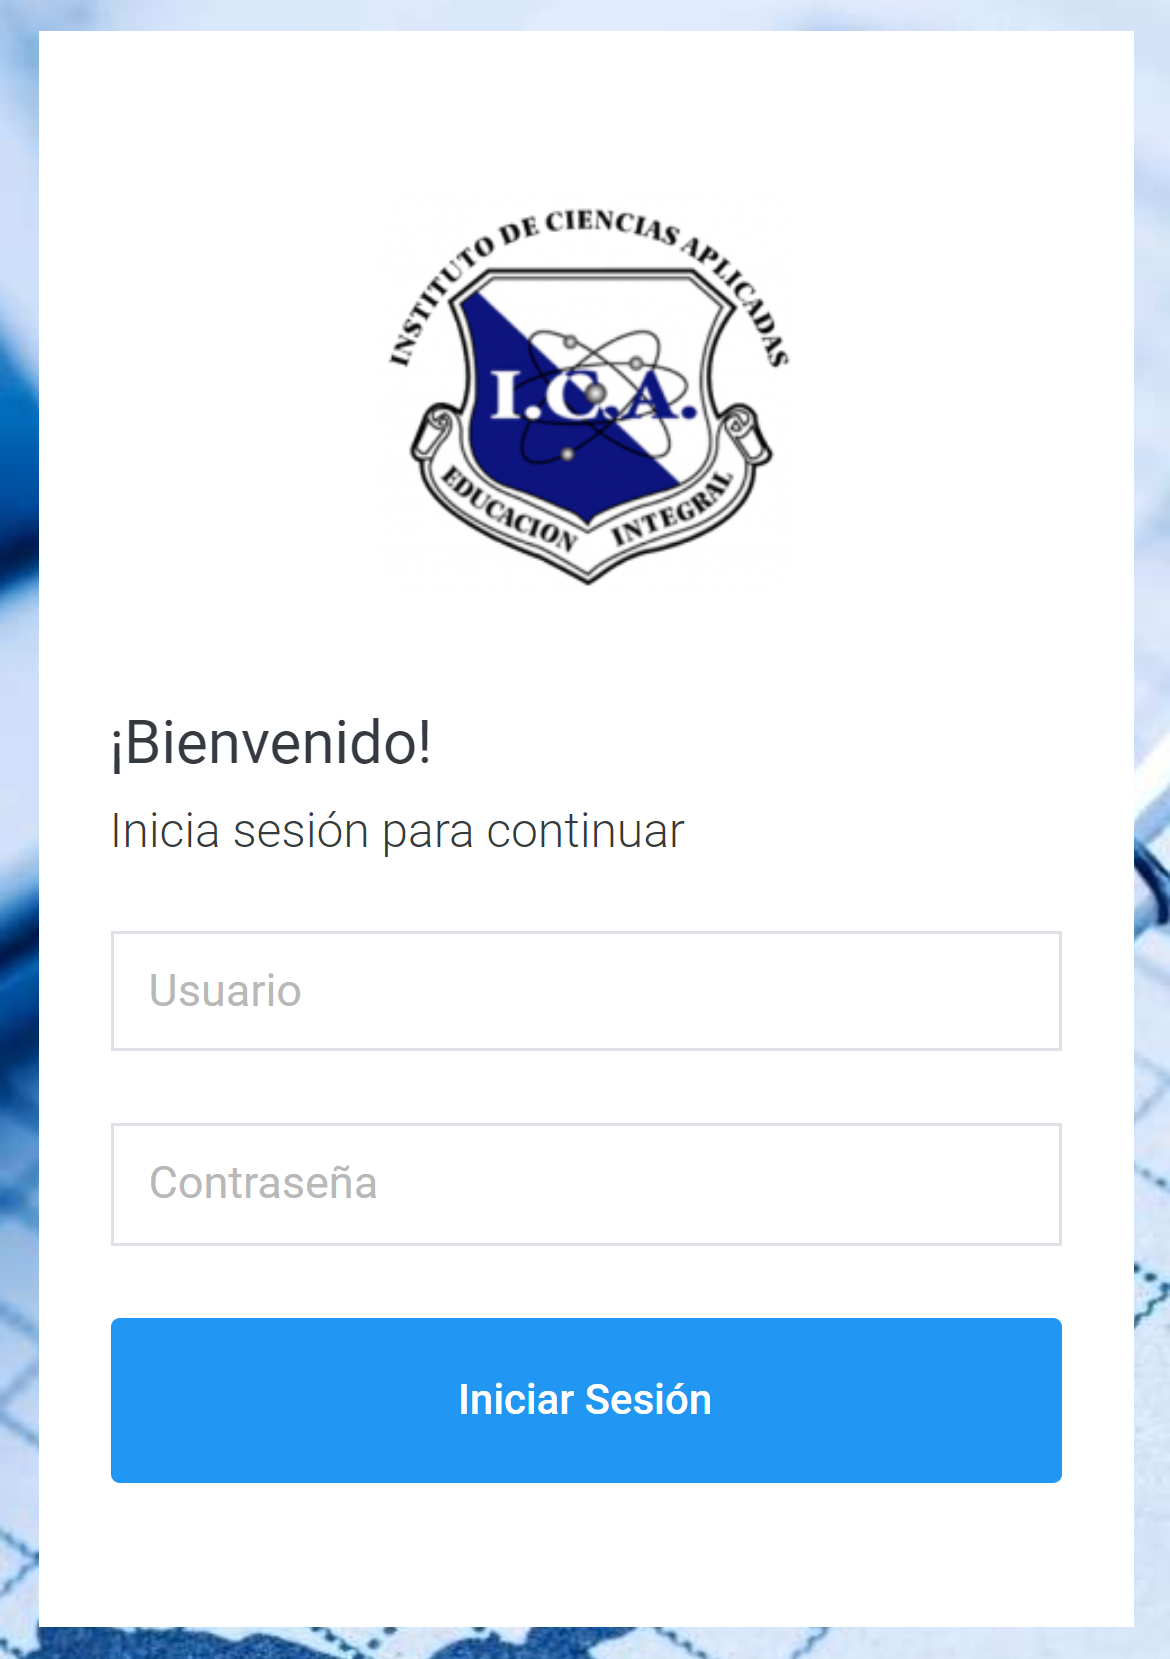 INSTITUTO DE CIENCIAS APLICADAS
I.C.A.
EDUCACION INTEGRAL
¡Bienvenido!
Inicia sesión para continuar
Usuario
Contraseña
Iniciar Sesión